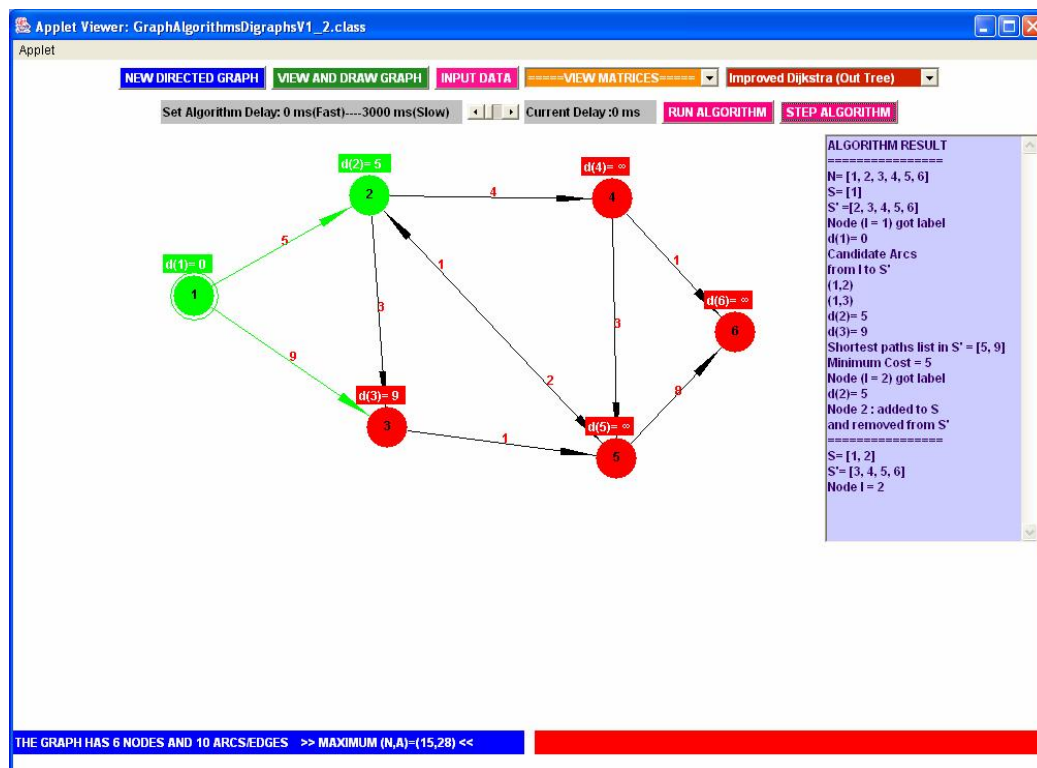 Applet Viewer: GraphAlgorithmsDigraphsV1_2.class
Applet
NEW DIRECTED GRAPH VIEW AND DRAW GRAPH INPUT DATA =====VIEW MATRICES===== Improved Dijkstra (Out Tree)
Set Algorithm Delay: 0 ms(Fast)----3000 ms(Slow) Current Delay :0 ms RUN ALGORITHM STEP ALGORITHM
d(2)= 5
d(4)= ∞
2
4
4
5
1
1
d(1)= 0
1
3
3
d(6)= ∞
6
9
2
8
d(3)= 9
3
1
d(5)= ∞
5
ALGORITHM RESULT
================
N= [1, 2, 3, 4, 5, 6]
S= [1]
S' =[2, 3, 4, 5, 6]
Node (I = 1) got label
d(1)= 0
Candidate Arcs
from I to S'
(1,2)
(1,3)
d(2)= 5
d(3)= 9
Shortest paths list in S' = [5, 9]
Minimum Cost = 5
Node (I = 2) got label
d(2)= 5
Node 2 : added to S
and removed from S'
================
S= [1, 2]
S'= [3, 4, 5, 6]
Node I = 2
THE GRAPH HAS 6 NODES AND 10 ARCS/EDGES >> MAXIMUM (N,A)=(15,28) <<